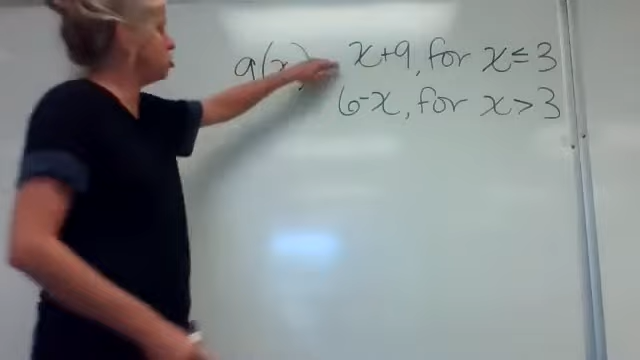 a(x) x+9, for x≤3
6-x, for x>3